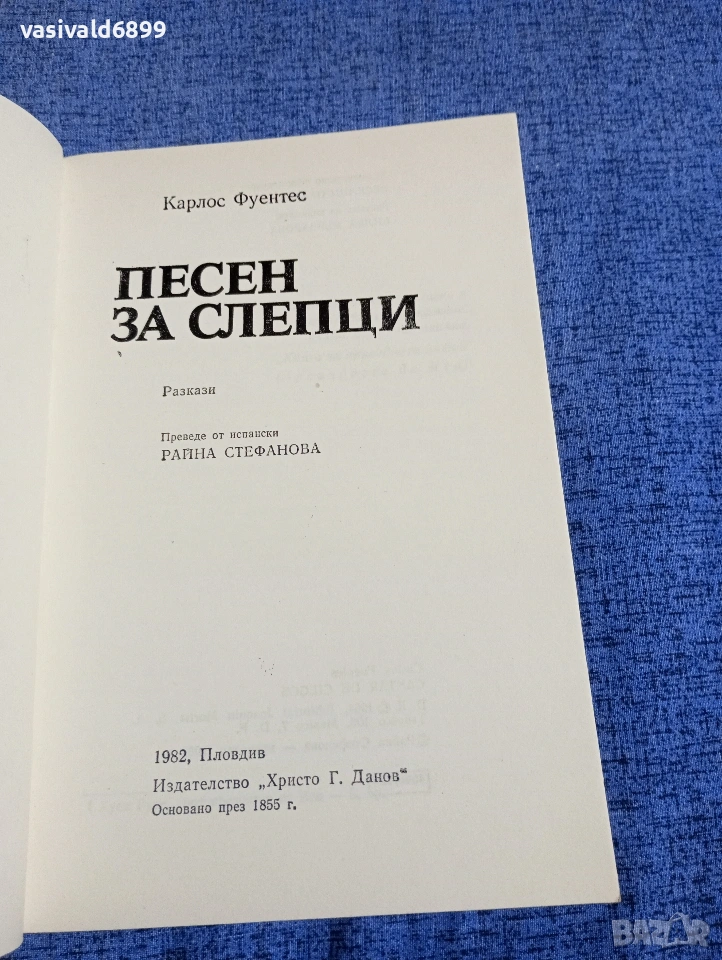 vasivald6899
Карлос Фуентес
ПЕСЕН
ЗА СЛЕПЦИ
Разкази
Преведе от испански
РАЙНА СТЕФАНОВА
1982, Пловдив
Издателство „Христо Г. Данов“
Основано през 1855 г.
BAZAR